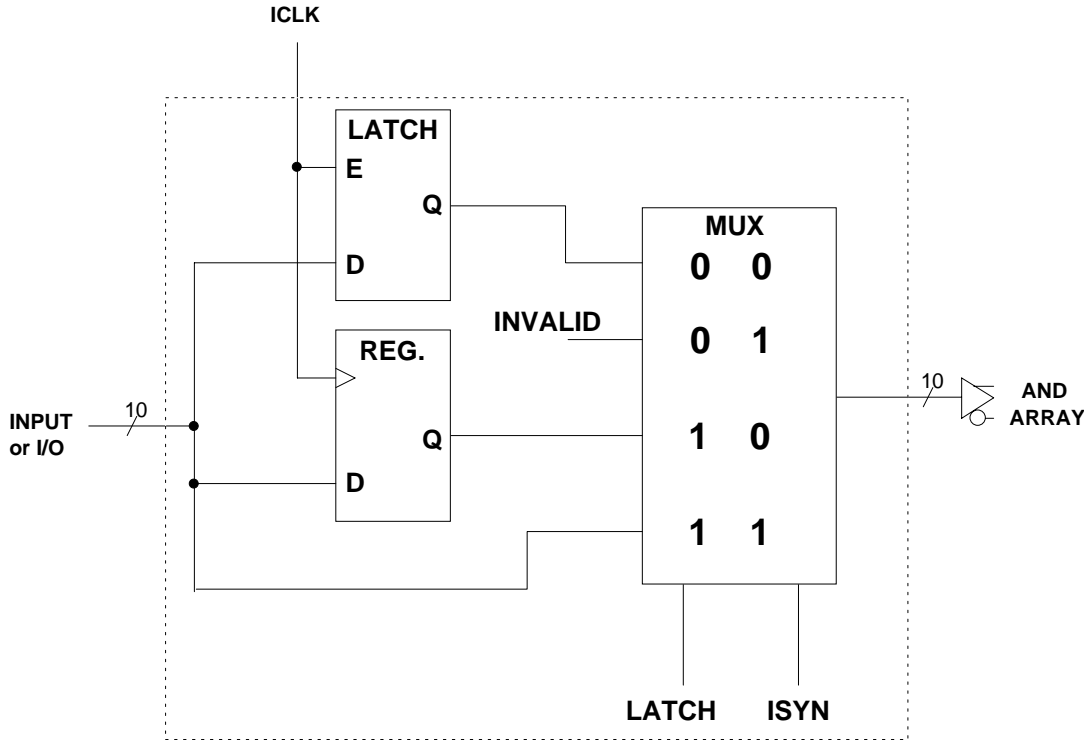 ICLK
LATCH
E
Q
D
MUX
0 0
INVALID
0 1
REG.
10
10
INPUT
or I/O
AND
ARRAY
Q
1 0
D
1 1
LATCH
ISYN